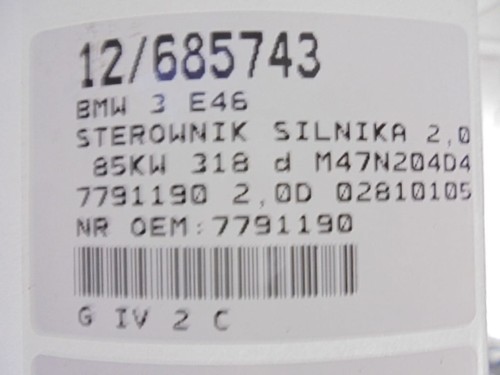 12/685743
BMW 3 E46
STEROWNIK SILNIKA 2,0
85KW 318 d M47N204D4
7791190 2,0D 02810105
NR OEM:7791190
G IV 2 C